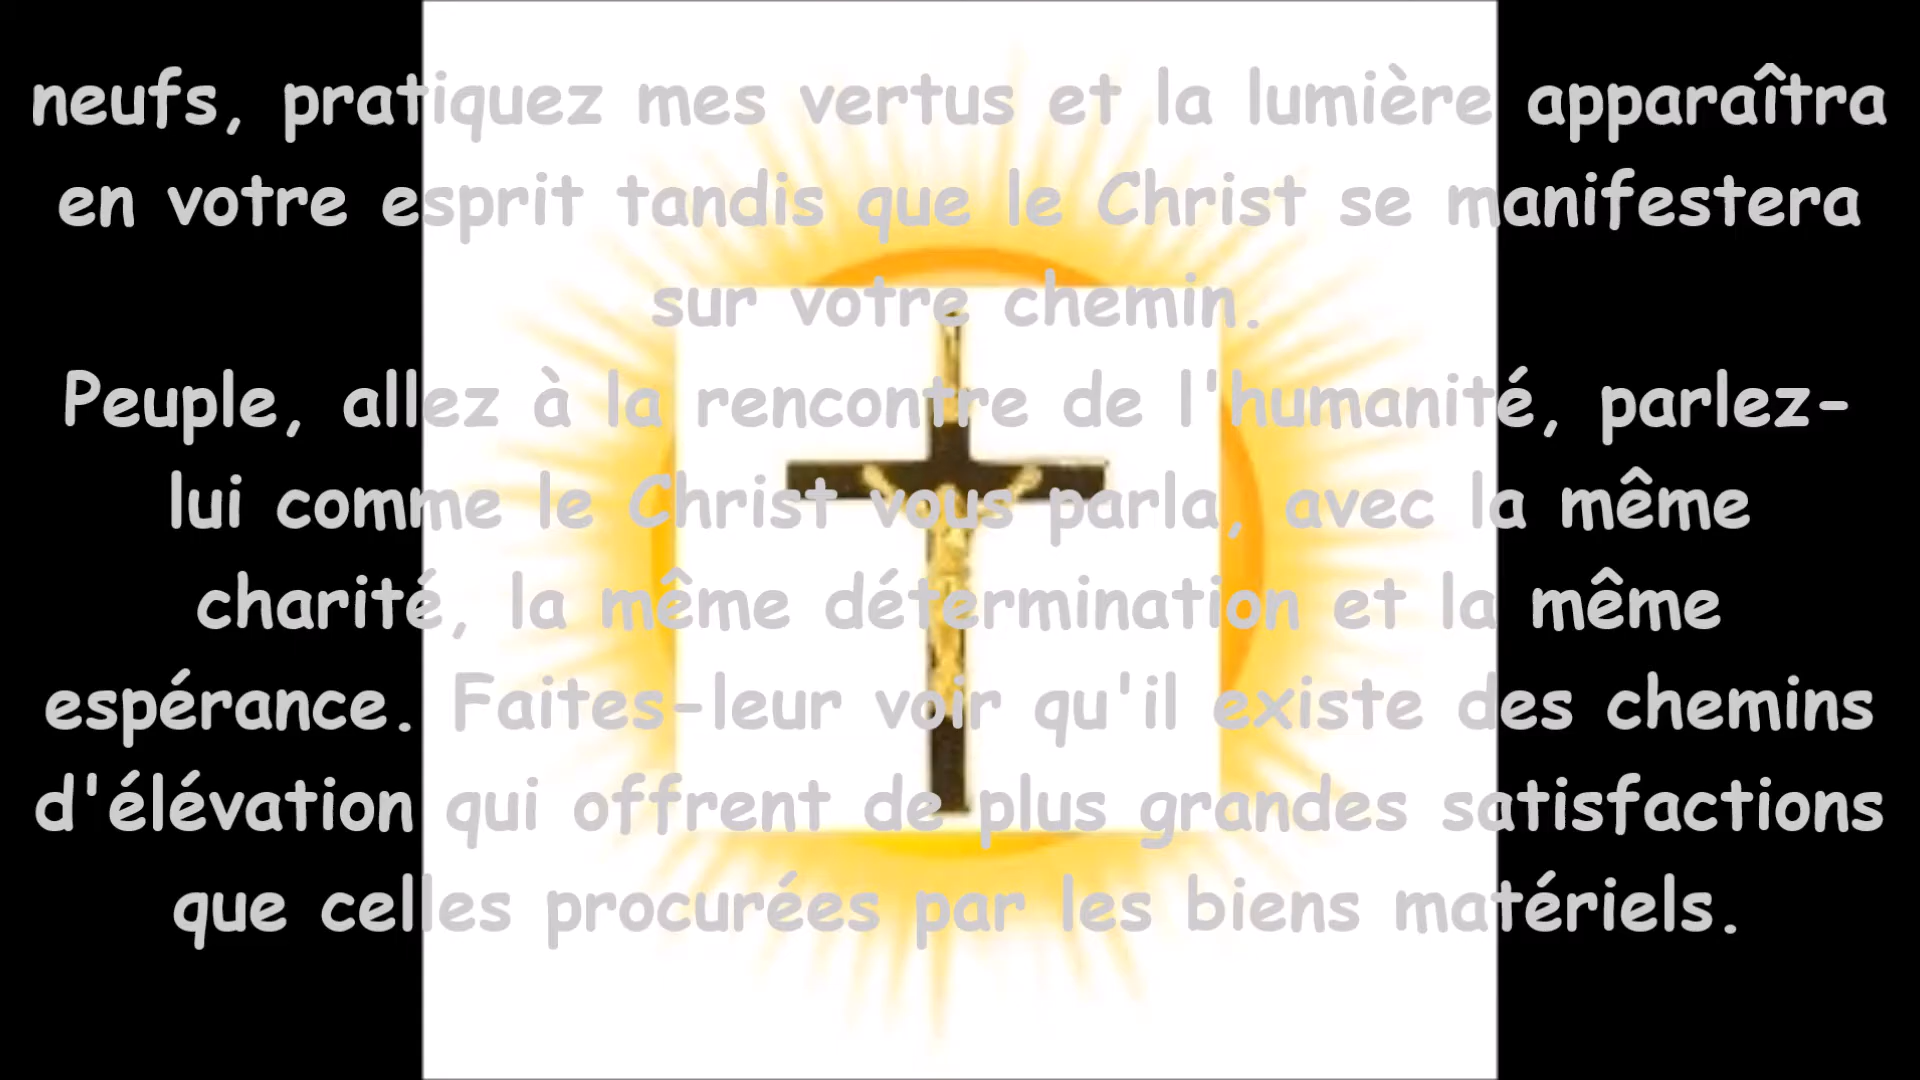 neufs, pratiquez mes vertus et la lumière apparaîtra
en votre esprit tandis que le Christ se manifestera
sur votre chemin.
Peuple, allez à la rencontre de l'humanité, parlez-
lui comme le Christ vous parla, avec la même
charité, la même détermination et la même
espérance. Faites-leur voir qu'il existe des chemins
d'élévation qui offrent de plus grandes satisfactions
que celles procurées par les biens matériels.